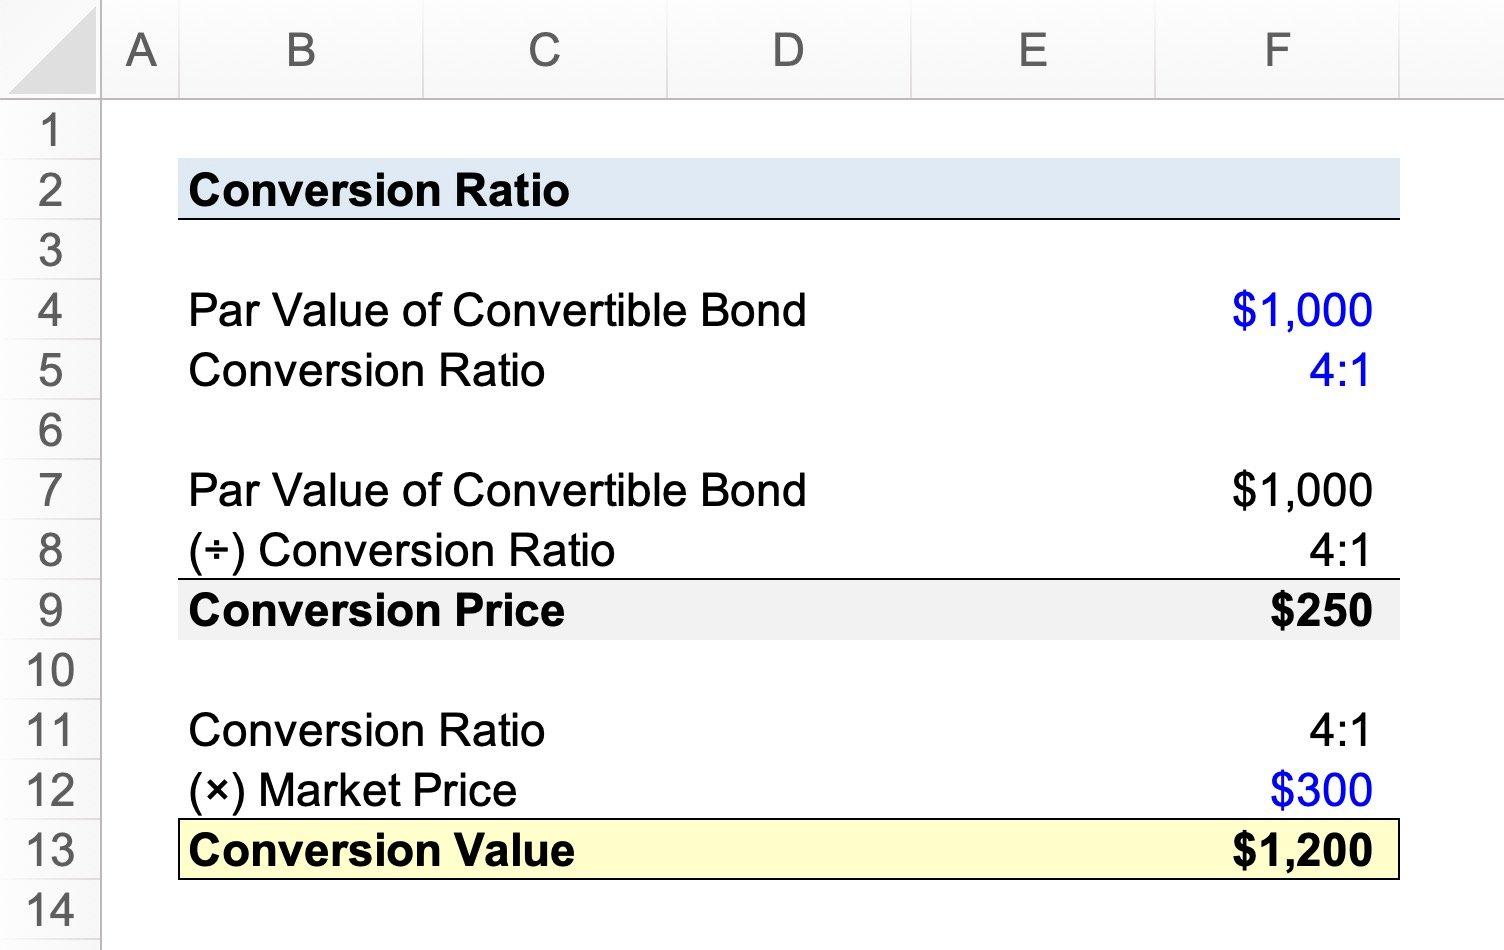 A B C D E F
1
2 Conversion Ratio
3
4 Par Value of Convertible Bond $1,000
5 Conversion Ratio 4:1
6
7 Par Value of Convertible Bond $1,000
8 (÷) Conversion Ratio 4:1
9 Conversion Price $250
10
11 Conversion Ratio 4:1
12 (×) Market Price $300
13 Conversion Value $1,200
14